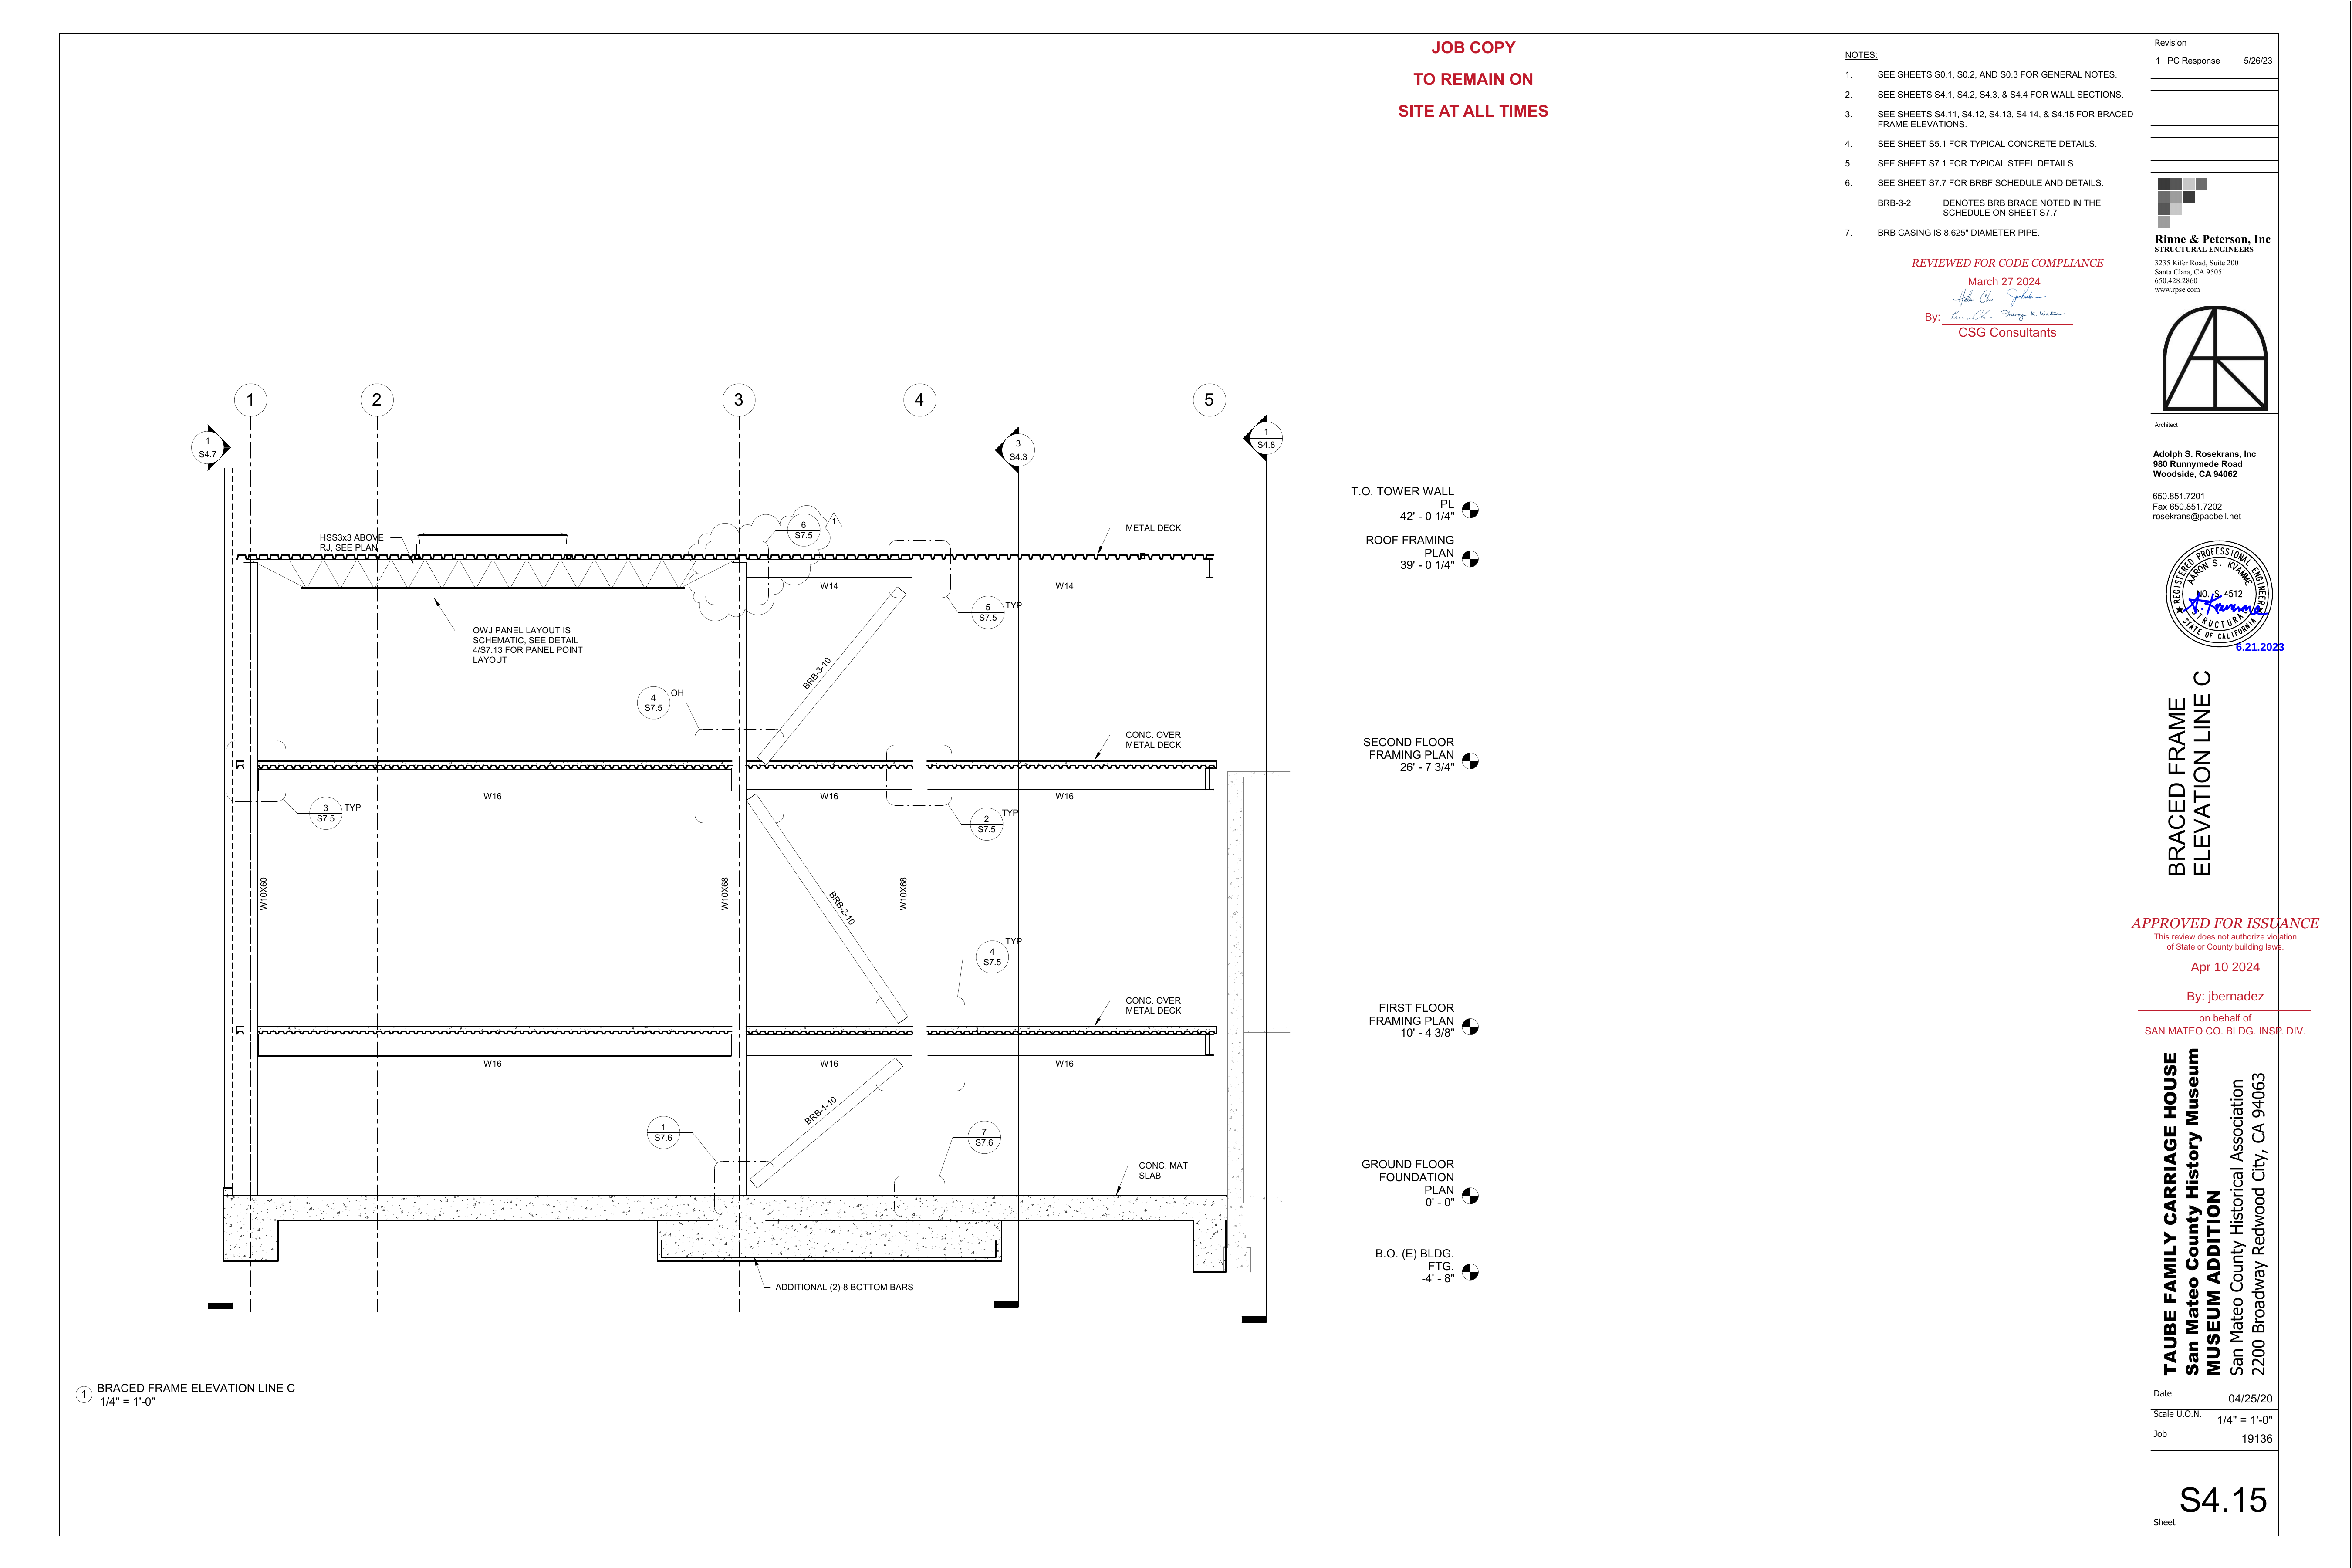 JOB COPY
TO REMAIN ON
SITE AT ALL TIMES
NOTES:
1. SEE SHEETS S0.1, S0.2, AND S0.3 FOR GENERAL NOTES.
2. SEE SHEETS S4.1, S4.2, S4.3, & S4.4 FOR WALL SECTIONS.
3. SEE SHEETS S4.11, S4.12, S4.13, S4.14, & S4.15 FOR BRACED
FRAME ELEVATIONS.
4. SEE SHEET S5.1 FOR TYPICAL CONCRETE DETAILS.
5. SEE SHEET S7.1 FOR TYPICAL STEEL DETAILS.
6. SEE SHEET S7.7 FOR BRBF SCHEDULE AND DETAILS.
BRB-3-2 DENOTES BRB BRACE NOTED IN THE
SCHEDULE ON SHEET S7.7
7. BRB CASING IS 8.625" DIAMETER PIPE.
REVIEWED FOR CODE COMPLIANCE
March 27 2024
By:
CSG Consultants
1
2
3
4
5
1
S4.7
3
S4.3
1
S4.8
T.O. TOWER WALL
PL
42' - 0 1/4"
6
S7.5
1
METAL DECK
HSS3x3 ABOVE
RJ, SEE PLAN
ROOF FRAMING
PLAN
39' - 0 1/4"
W14
W14
5
S7.5
TYP
OWJ PANEL LAYOUT IS
SCHEMATIC, SEE DETAIL
4/S7.13 FOR PANEL POINT
LAYOUT
BRB-3-10
4
S7.5
OH
CONC. OVER
METAL DECK
SECOND FLOOR
FRAMING PLAN
26' - 7 3/4"
W16
W16
W16
3
S7.5
TYP
2
S7.5
TYP
W10X60
W10X68
BRB-2-10
W10X68
4
S7.5
TYP
CONC. OVER
METAL DECK
FIRST FLOOR
FRAMING PLAN
10' - 4 3/8"
W16
W16
W16
BRB-1-10
1
S7.6
7
S7.6
CONC. MAT
SLAB
GROUND FLOOR
FOUNDATION
PLAN
0' - 0"
B.O. (E) BLDG.
FTG.
-4' - 8"
ADDITIONAL (2)-8 BOTTOM BARS
1
BRACED FRAME ELEVATION LINE C
1/4" = 1'-0"
Revision
1 PC Response 5/26/23
Rinne & Peterson, Inc
STRUCTURAL ENGINEERS
3235 Kifer Road, Suite 200
Santa Clara, CA 95051
650.428.2860
www.rpse.com
Architect
Adolph S. Rosekrans, Inc
980 Runnymede Road
Woodside, CA 94062
650.851.7201
Fax 650.851.7202
rosekrans@pacbell.net
REGISTERED PROFESSIONAL ENGINEER
AARON S. KVAMME
NO. S 4512
STRUCTURAL
STATE OF CALIFORNIA
6.21.2023
BRACED FRAME
ELEVATION LINE C
APPROVED FOR ISSUANCE
This review does not authorize violation
of State or County building laws.
Apr 10 2024
By: jbernadez
on behalf of
SAN MATEO CO. BLDG. INSP. DIV.
TAUBE FAMILY CARRIAGE HOUSE
San Mateo County History Museum
MUSEUM ADDITION
San Mateo County Historical Association
2200 Broadway Redwood City, CA 94063
Date 04/25/20
Scale U.O.N. 1/4" = 1'-0"
Job 19136
S4.15
Sheet